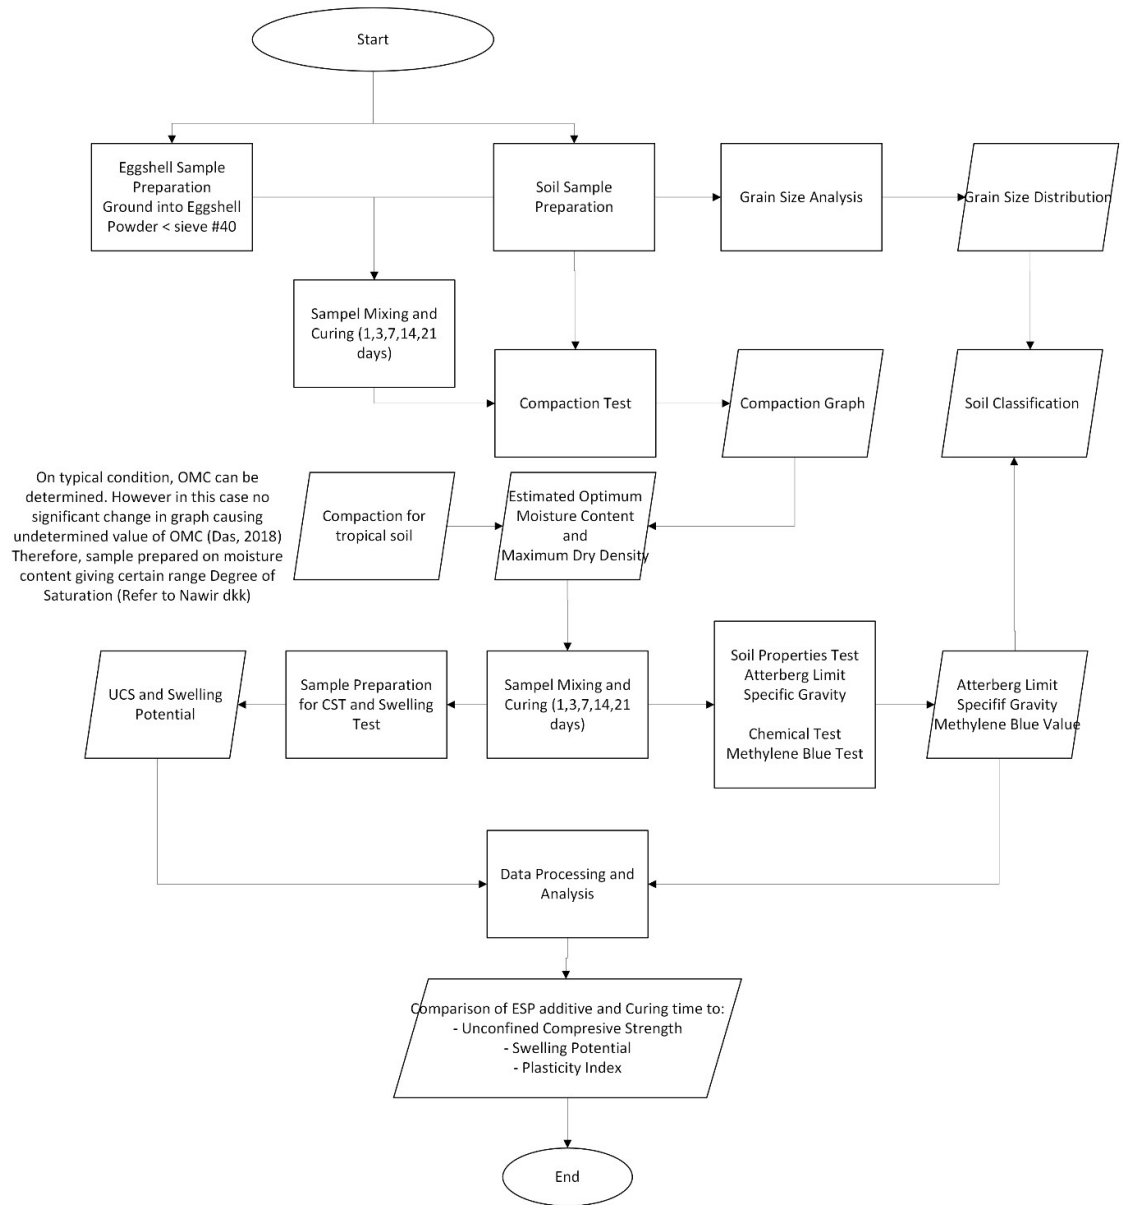 Start
Eggshell Sample
Preparation
Ground into Eggshell
Powder < sieve #40
Soil Sample
Preparation
Grain Size Analysis
Grain Size Distribution
Sampel Mixing and
Curing (1,3,7,14,21
days)
Compaction Test
Compaction Graph
Soil Classification
On typical condition, OMC can be
determined. However in this case no
significant change in graph causing
undetermined value of OMC (Das, 2018)
Therefore, sample prepared on moisture
content giving certain range Degree of
Saturation (Refer to Nawir dkk)
Compaction for
tropical soil
Estimated Optimum
Moisture Content
and
Maximum Dry Density
UCS and Swelling
Potential
Sample Preparation
for CST and Swelling
Test
Sampel Mixing and
Curing (1,3,7,14,21
days)
Soil Properties Test
Atterberg Limit
Specific Gravity
Chemical Test
Methylene Blue Test
Atterberg Limit
Specifif Gravity
Methylene Blue Value
Data Processing and
Analysis
Comparison of ESP additive and Curing time to:
- Unconfined Compresive Strength
- Swelling Potential
- Plasticity Index
End